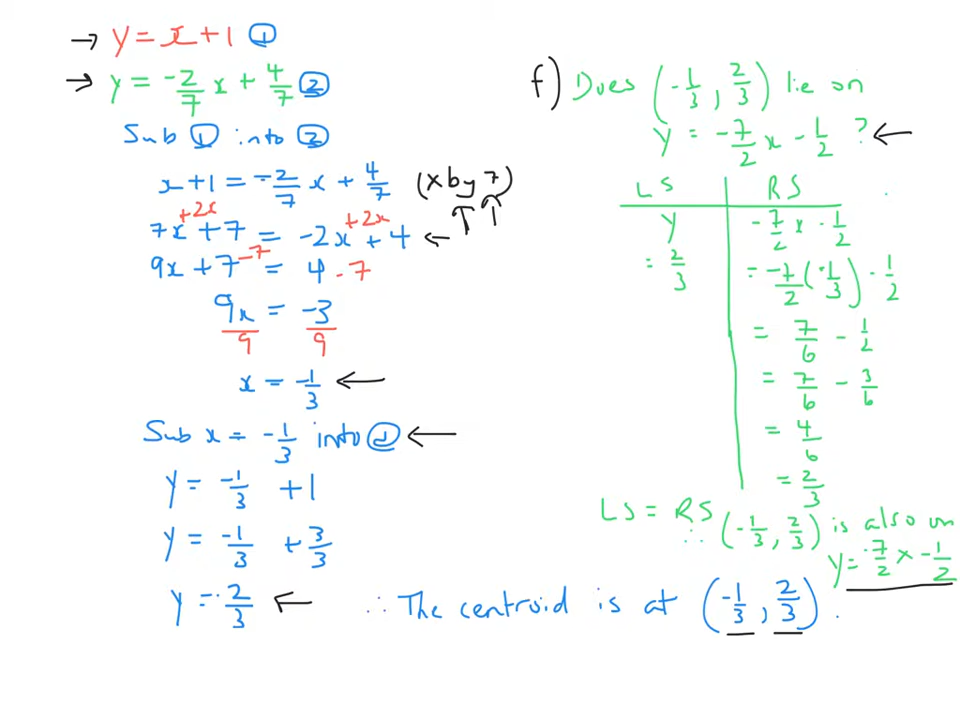 → y = x + 1 ①
→ y = -2/7 x + 4/7 ②
Sub ① into ②
x + 1 = -2/7 x + 4/7 (x by 7)
7x +2x + 7 = -2x +2x + 4 ←
9x + 7 - 7 = 4 - 7
9x/9 = -3/9
x = -1/3 ←
Sub x = -1/3 into ① ←
y = -1/3 + 1
y = -1/3 + 3/3
y = 2/3 ←
∴ The centroid is at (-1/3, 2/3).
f) Does (-1/3, 2/3) lie on
y = -7/2 x - 1/2 ? ←
LS | RS
y | -7/2 x - 1/2
= 2/3 | = -7/2 (-1/3) - 1/2
= 7/6 - 1/2
= 7/6 - 3/6
= 4/6
= 2/3
LS = RS
∴ (-1/3, 2/3) is also on
y = -7/2 x - 1/2